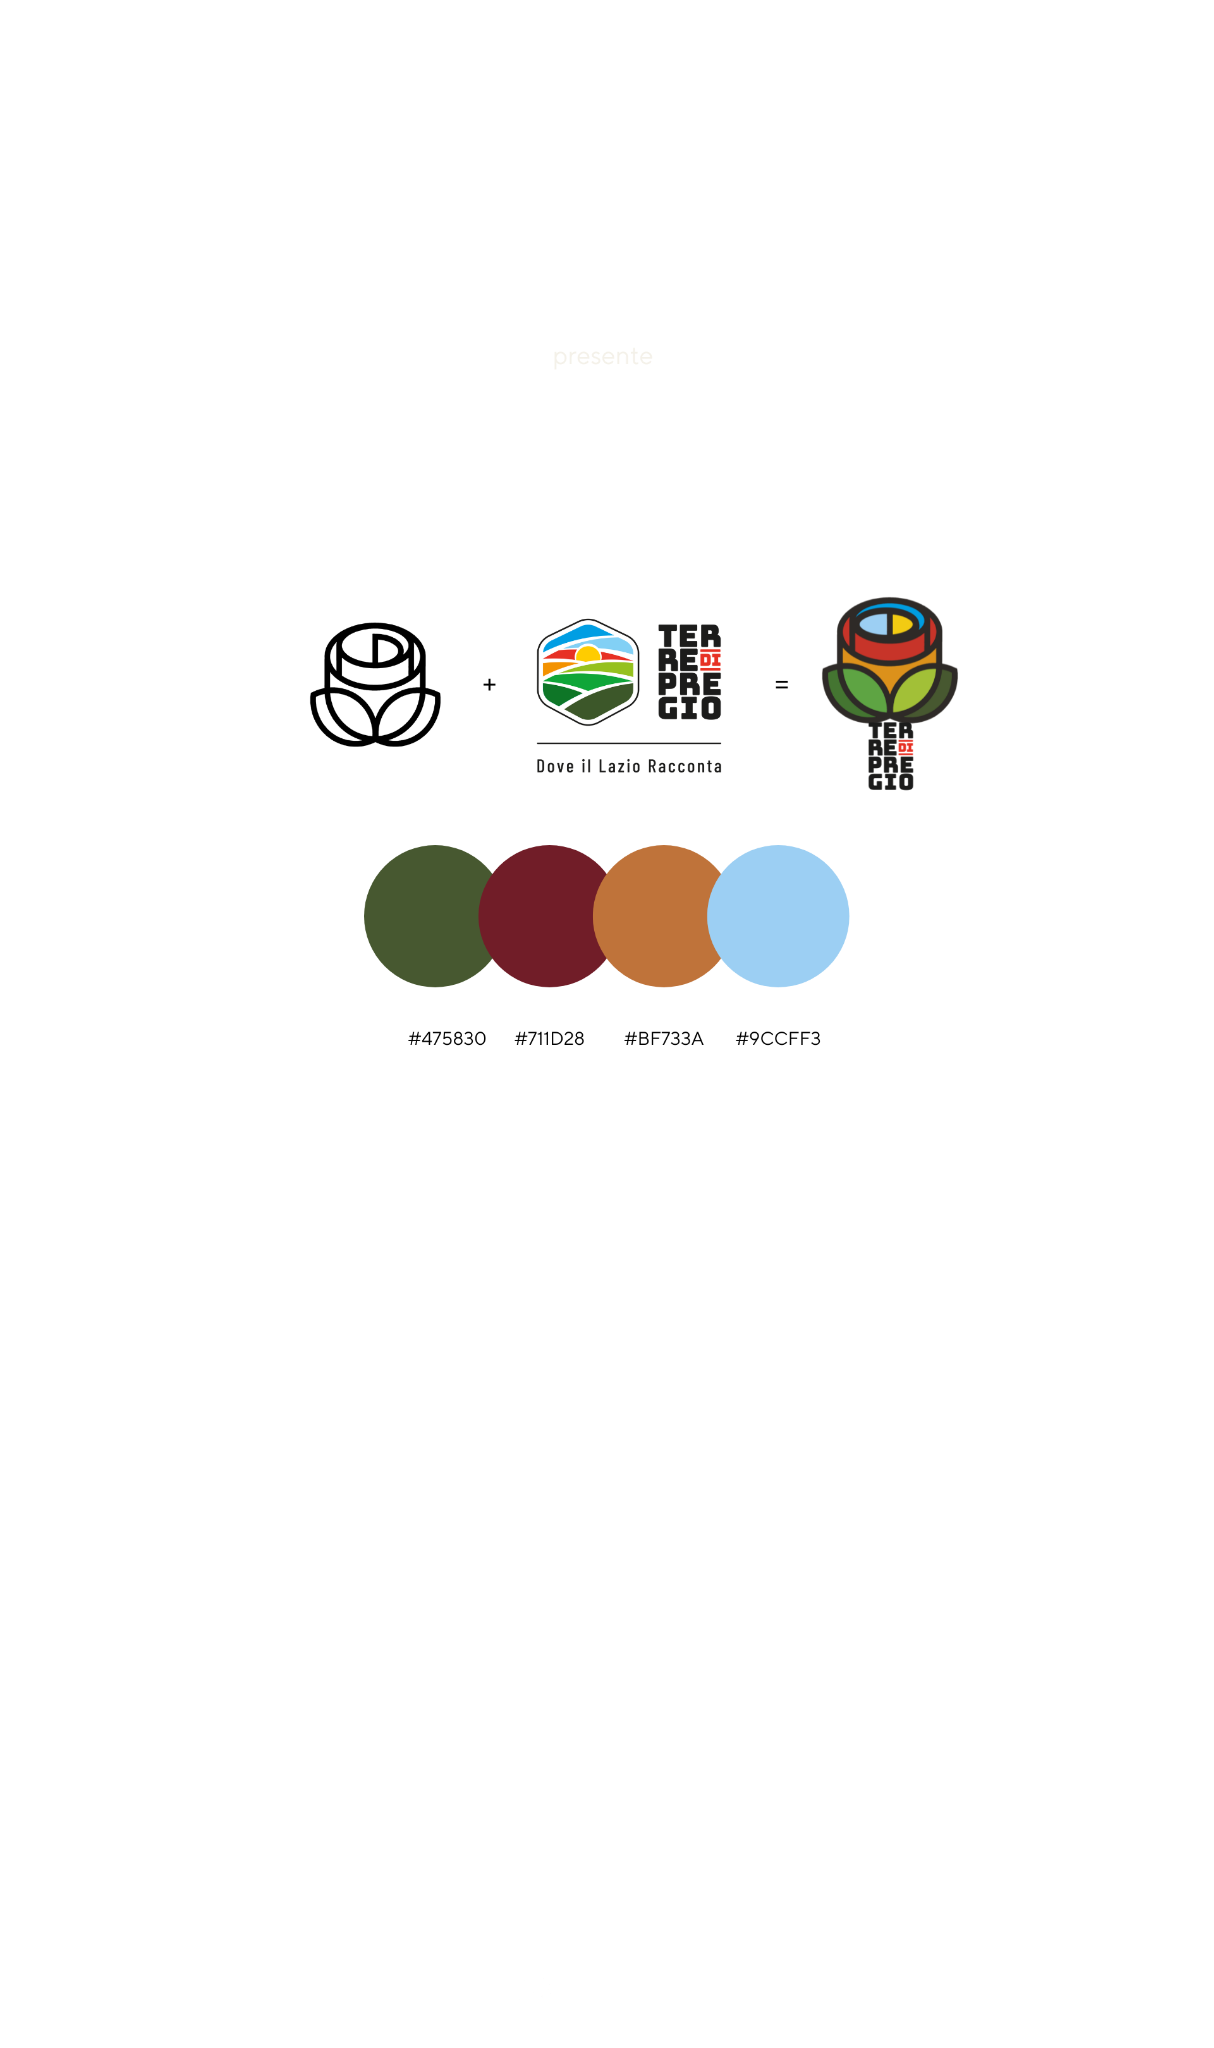 presente
+
TER
RE DI
PRE
GIO
Dove il Lazio Racconta
=
TER
RE DI
PRE
GIO
#475830 #711D28 #BF733A #9CCFF3